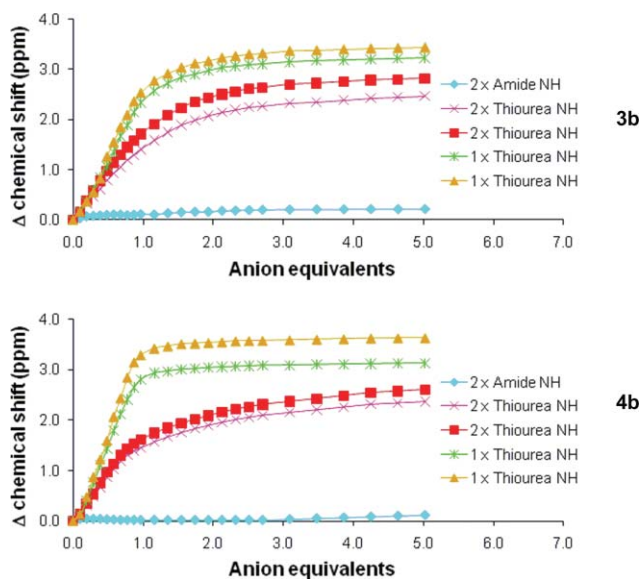 4.0
3.0
2.0
1.0
0.0
Δ chemical shift (ppm)
2 x Amide NH
2 x Thiourea NH
2 x Thiourea NH
1 x Thiourea NH
1 x Thiourea NH
3b
0.0 1.0 2.0 3.0 4.0 5.0 6.0 7.0
Anion equivalents
4.0
3.0
2.0
1.0
0.0
Δ chemical shift (ppm)
2 x Amide NH
2 x Thiourea NH
2 x Thiourea NH
1 x Thiourea NH
1 x Thiourea NH
4b
0.0 1.0 2.0 3.0 4.0 5.0 6.0 7.0
Anion equivalents